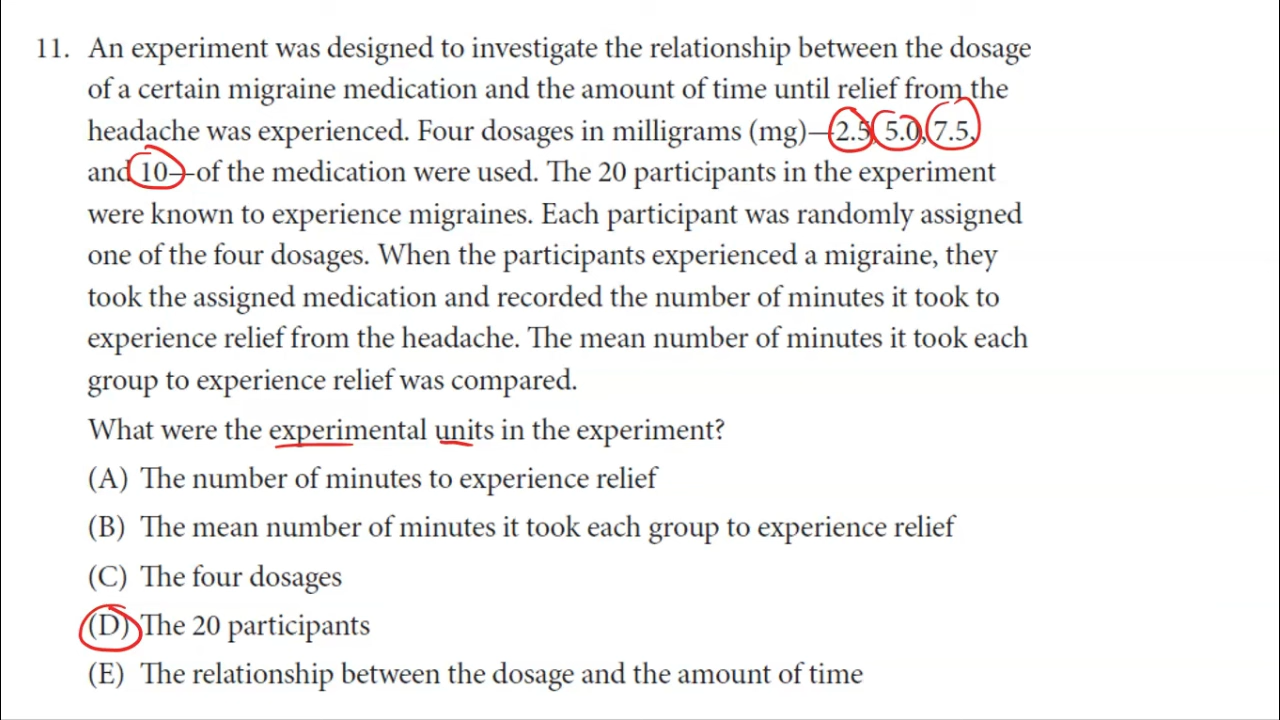 11. An experiment was designed to investigate the relationship between the dosage
of a certain migraine medication and the amount of time until relief from the
headache was experienced. Four dosages in milligrams (mg)—2.5, 5.0, 7.5,
and 10—of the medication were used. The 20 participants in the experiment
were known to experience migraines. Each participant was randomly assigned
one of the four dosages. When the participants experienced a migraine, they
took the assigned medication and recorded the number of minutes it took to
experience relief from the headache. The mean number of minutes it took each
group to experience relief was compared.
What were the experimental units in the experiment?
(A) The number of minutes to experience relief
(B) The mean number of minutes it took each group to experience relief
(C) The four dosages
(D) The 20 participants
(E) The relationship between the dosage and the amount of time